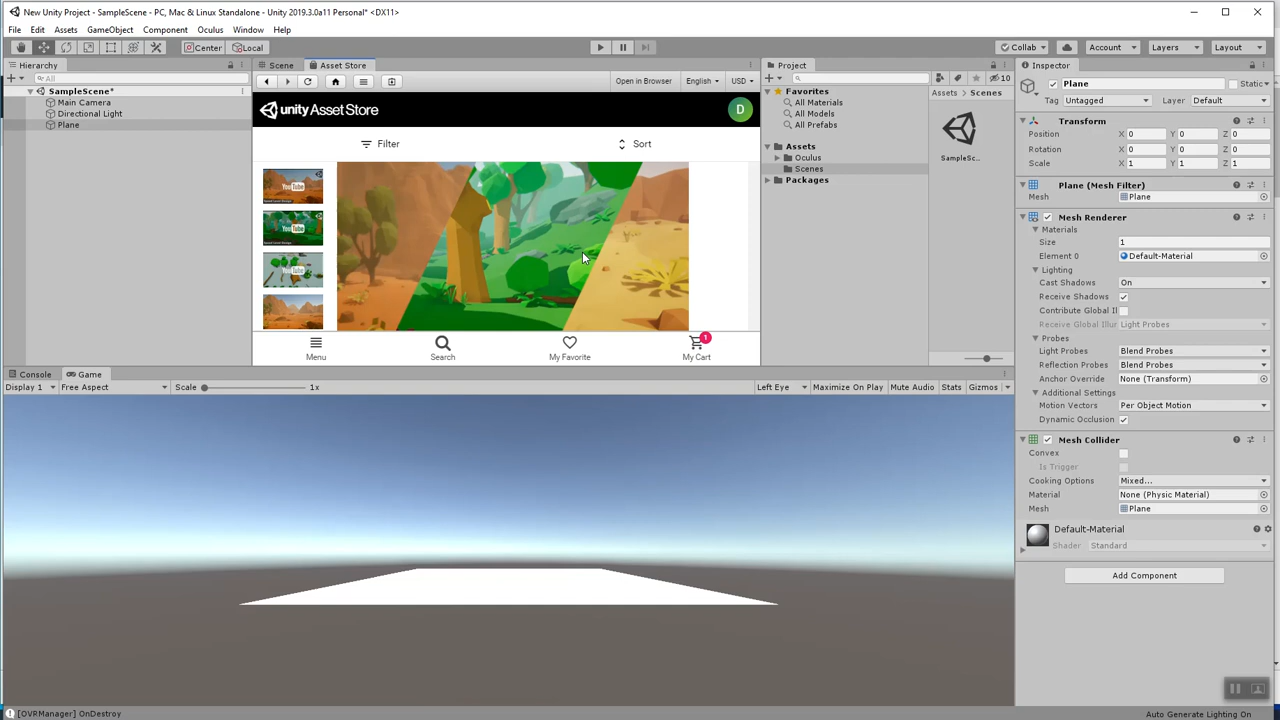 New Unity Project - SampleScene - PC, Mac & Linux Standalone - Unity 2019.3.0a11 Personal* <DX11>
File Edit Assets GameObject Component Oculus Window Help
Center Local Collab Account Layers Layout
Hierarchy
All
SampleScene*
Main Camera
Directional Light
Plane
Scene Asset Store
Open in Browser English USD
unity Asset Store D
Filter Sort
YouTube
YouTube
YouTube
Menu Search My Favorite My Cart 1
Project
10
Favorites
All Materials
All Models
All Prefabs
Assets
Oculus
Scenes
Packages
Assets > Scenes
SampleSc...
Inspector
Plane Static
Tag Untagged Layer Default
Transform
Position X 0 Y 0 Z 0
Rotation X 0 Y 0 Z 0
Scale X 1 Y 1 Z 1
Plane (Mesh Filter)
Mesh Plane
Mesh Renderer
Materials
Size 1
Element 0 Default-Material
Lighting
Cast Shadows On
Receive Shadows
Contribute Global Il
Receive Global Illur Light Probes
Probes
Light Probes Blend Probes
Reflection Probes Blend Probes
Anchor Override None (Transform)
Additional Settings
Motion Vectors Per Object Motion
Dynamic Occlusion
Mesh Collider
Convex
Is Trigger
Cooking Options Mixed...
Material None (Physic Material)
Mesh Plane
Default-Material
Shader Standard
Add Component
Console Game
Display 1 Free Aspect Scale 1x Left Eye Maximize On Play Mute Audio Stats Gizmos
[OVRManager] OnDestroy
Auto Generate Lighting On